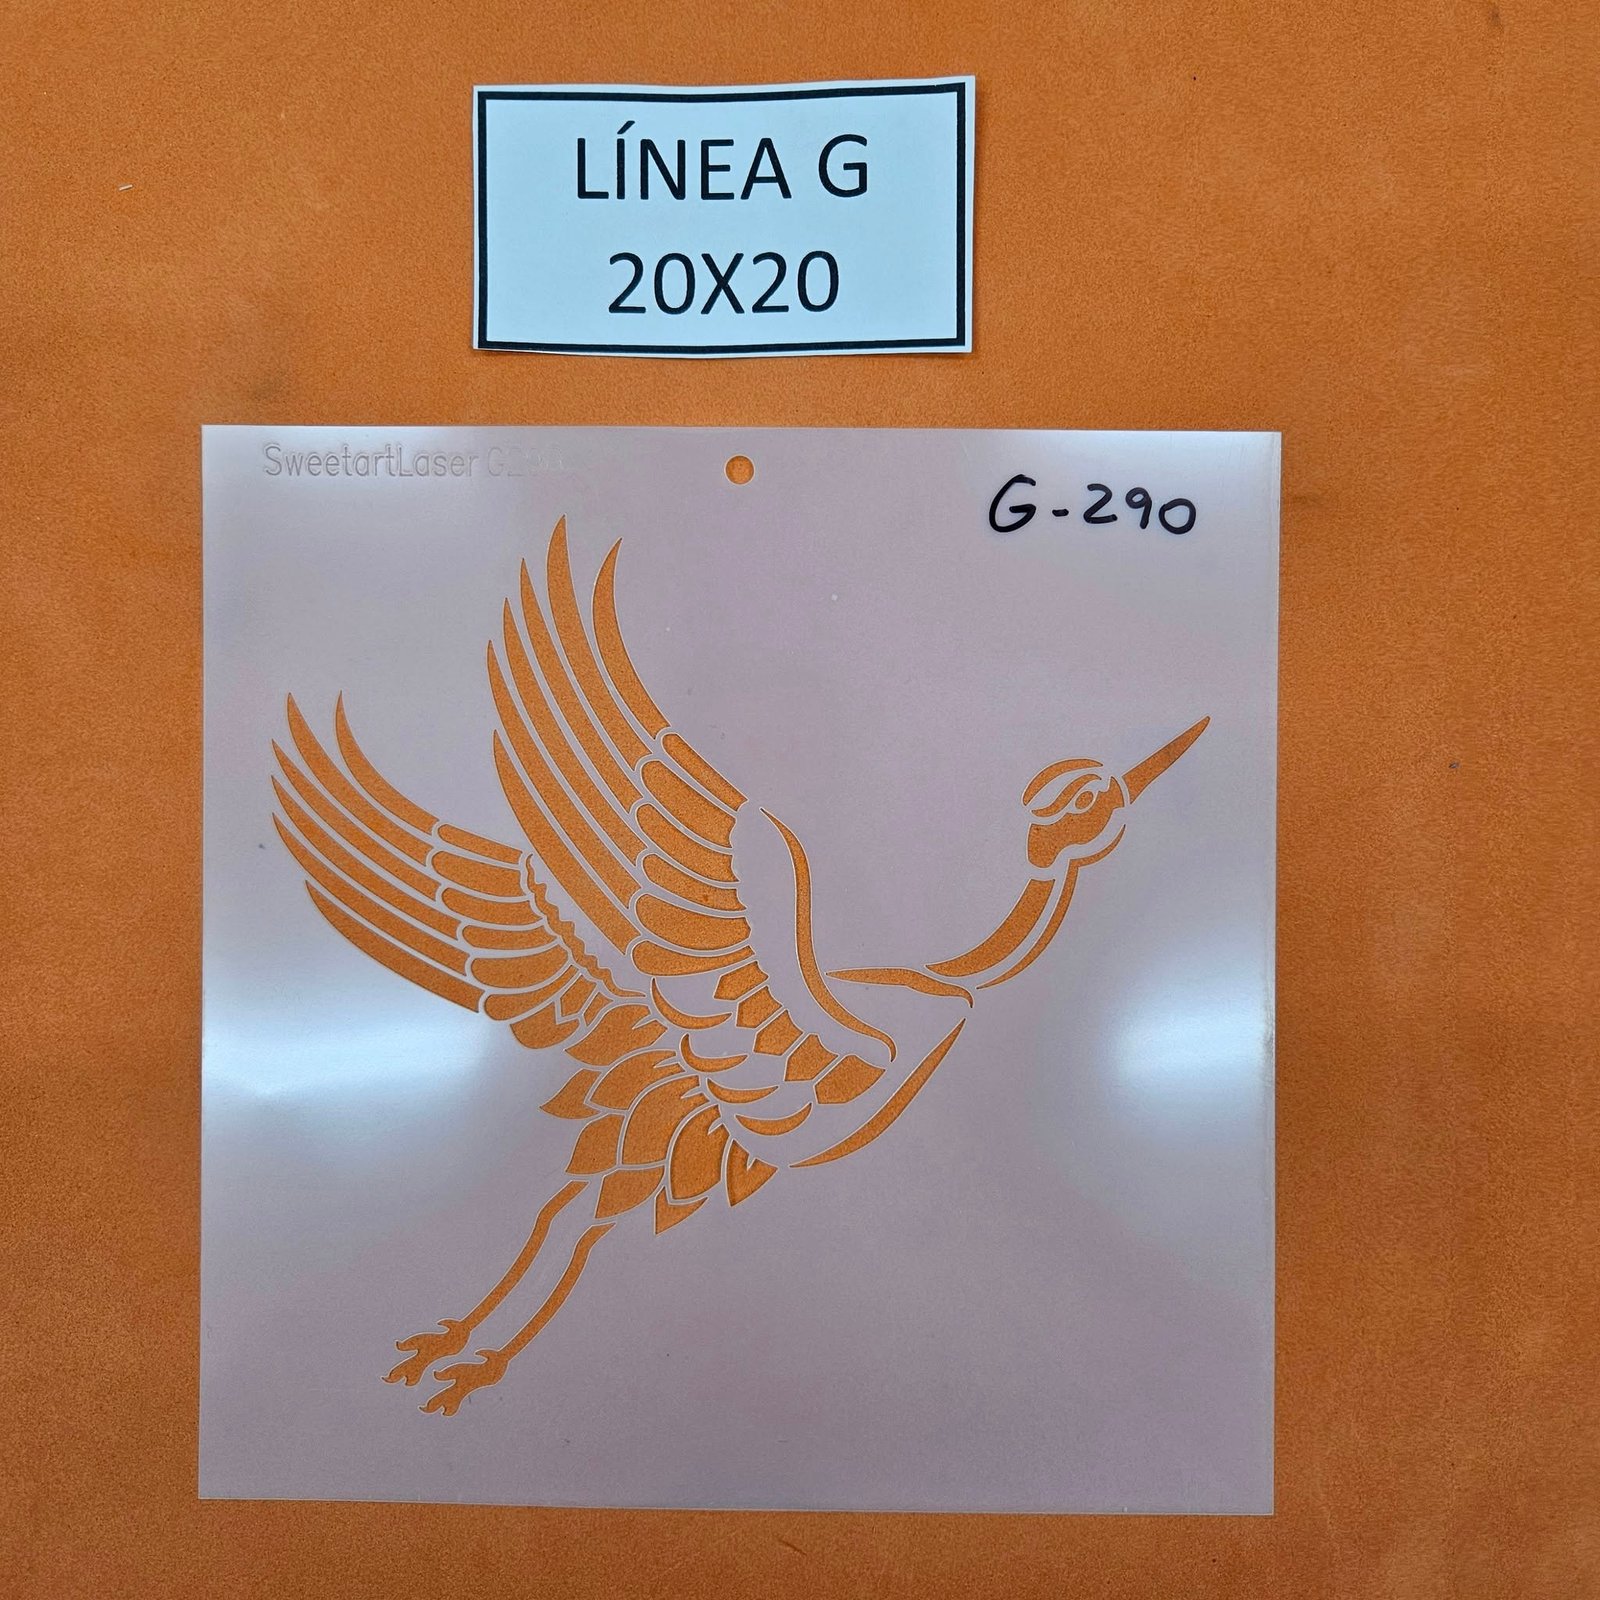 LÍNEA G
20X20
SweetartLaser
G-290